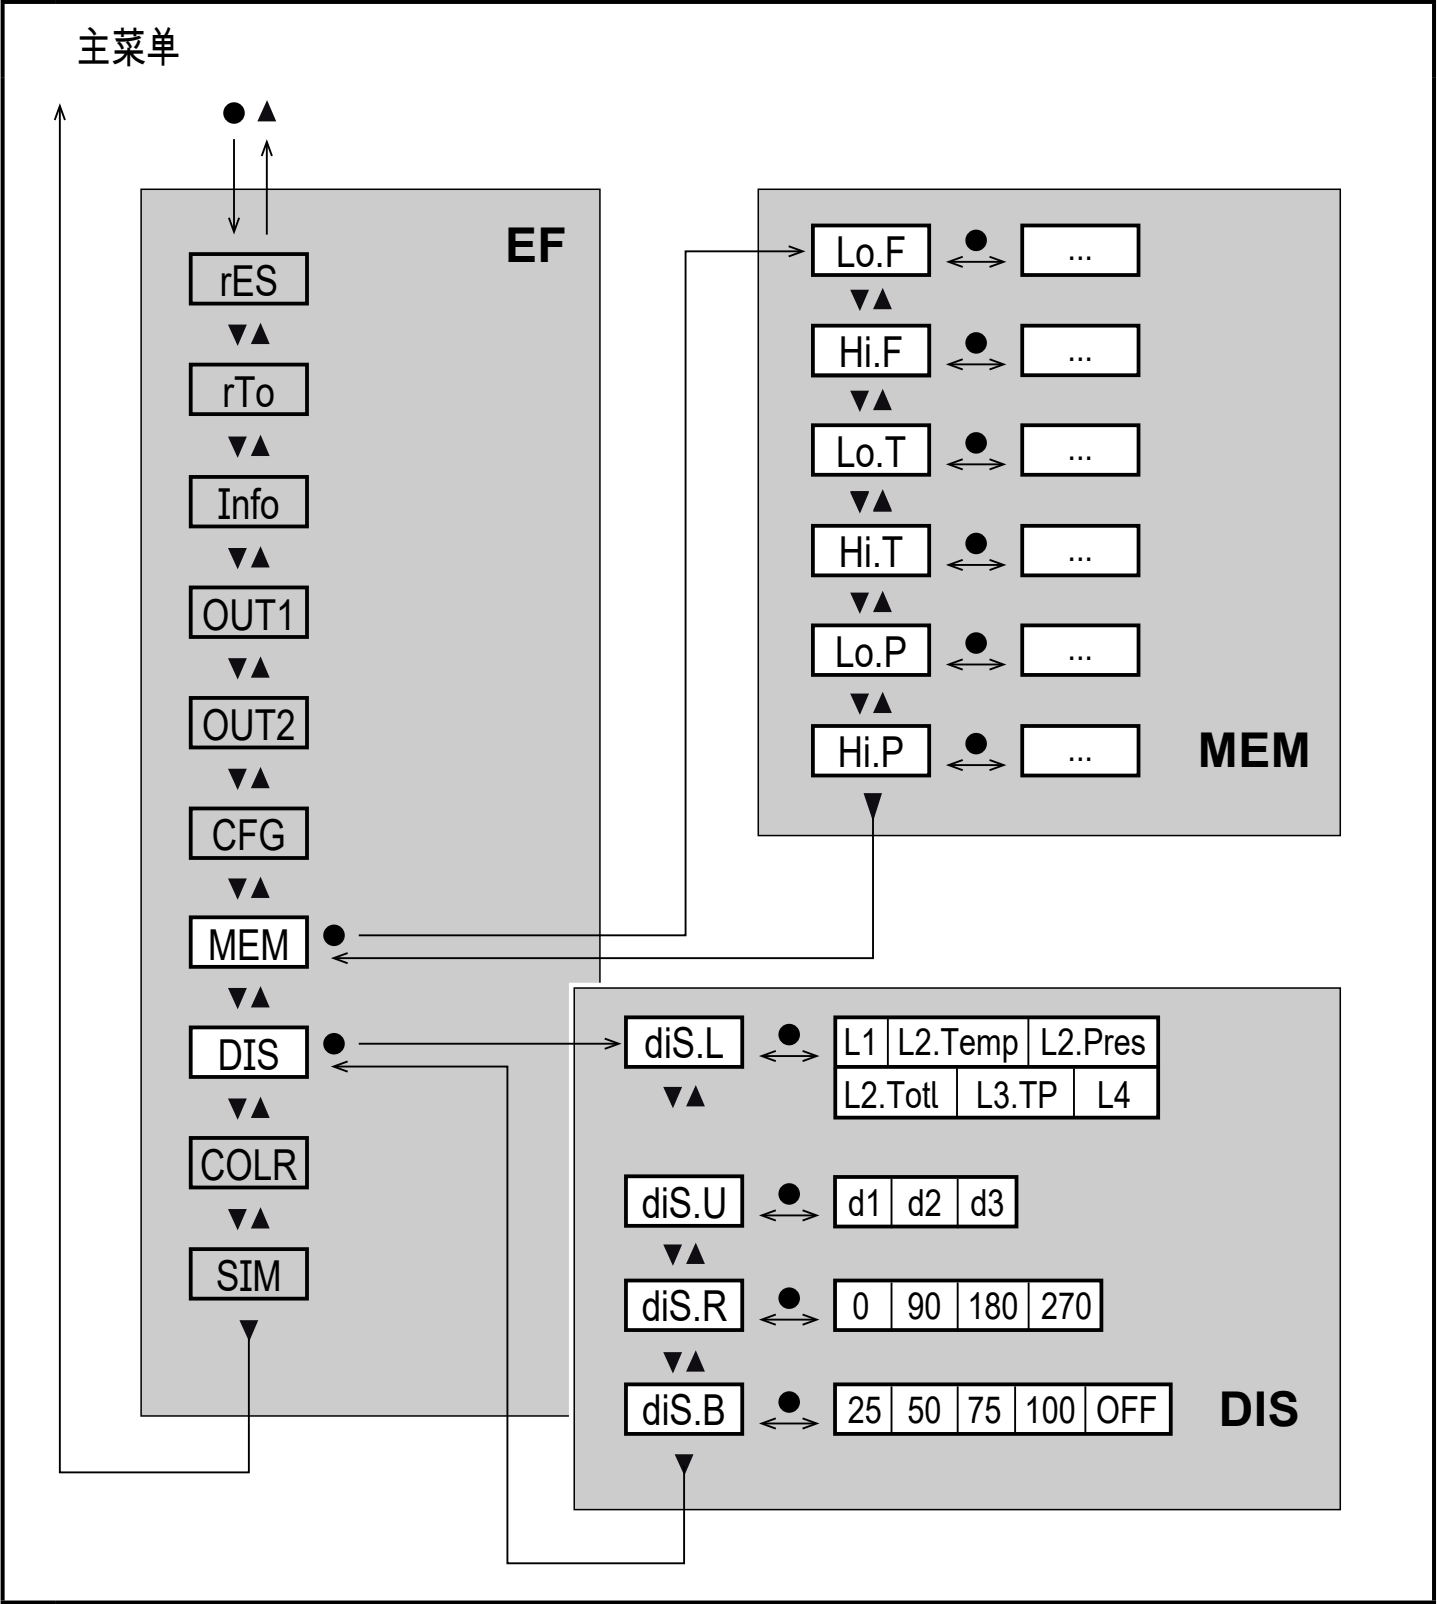 主菜单
EF
rES
rTo
Info
OUT1
OUT2
CFG
MEM
DIS
COLR
SIM
Lo.F ...
Hi.F ...
Lo.T ...
Hi.T ...
Lo.P ...
Hi.P ...
MEM
diS.L L1 L2.Temp L2.Pres
L2.Totl L3.TP L4
diS.U d1 d2 d3
diS.R 0 90 180 270
diS.B 25 50 75 100 OFF
DIS